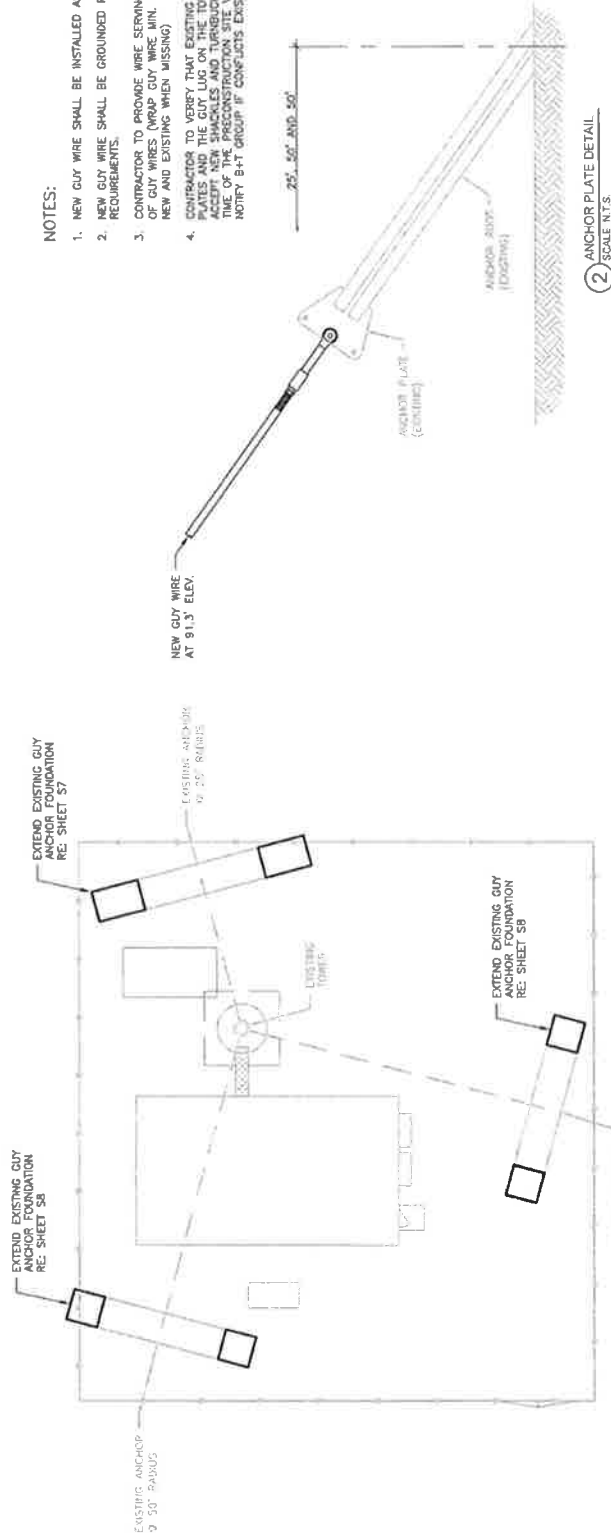 NOTES:
1. NEW GUY WIRE SHALL BE INSTALLED A
2. NEW GUY WIRE SHALL BE GROUNDED P
REQUIREMENTS.
3. CONTRACTOR TO PROVIDE WIRE SERVING
OF GUY WIRES (WRAP GUY WIRE MIN.
NEW AND EXISTING WHEN MISSING)
4. CONTRACTOR TO VERIFY THAT EXISTING
PLATES AND THE GUY LUG ON THE TO
ACCEPT NEW SHACKLES AND TURNBUC
TIME OF THE PRECONSTRUCTION SITE V
NOTIFY B+T GROUP IF CONFLICTS EXIS
25', 50' AND 50'
NEW GUY WIRE
AT 91.3' ELEV.
ANCHOR PLATE
(EXISTING)
ANCHOR RODS
(EXISTING)
2 ANCHOR PLATE DETAIL
SCALE N.T.S.
EXTEND EXISTING GUY
ANCHOR FOUNDATION
RE: SHEET S8
EXTEND EXISTING GUY
ANCHOR FOUNDATION
RE: SHEET S7
EXISTING ANCHOR
@ 50' RADIUS
EXISTING ANCHOR
@ 25' RADIUS
EXISTING
TOWER
EXTEND EXISTING GUY
ANCHOR FOUNDATION
RE: SHEET S8